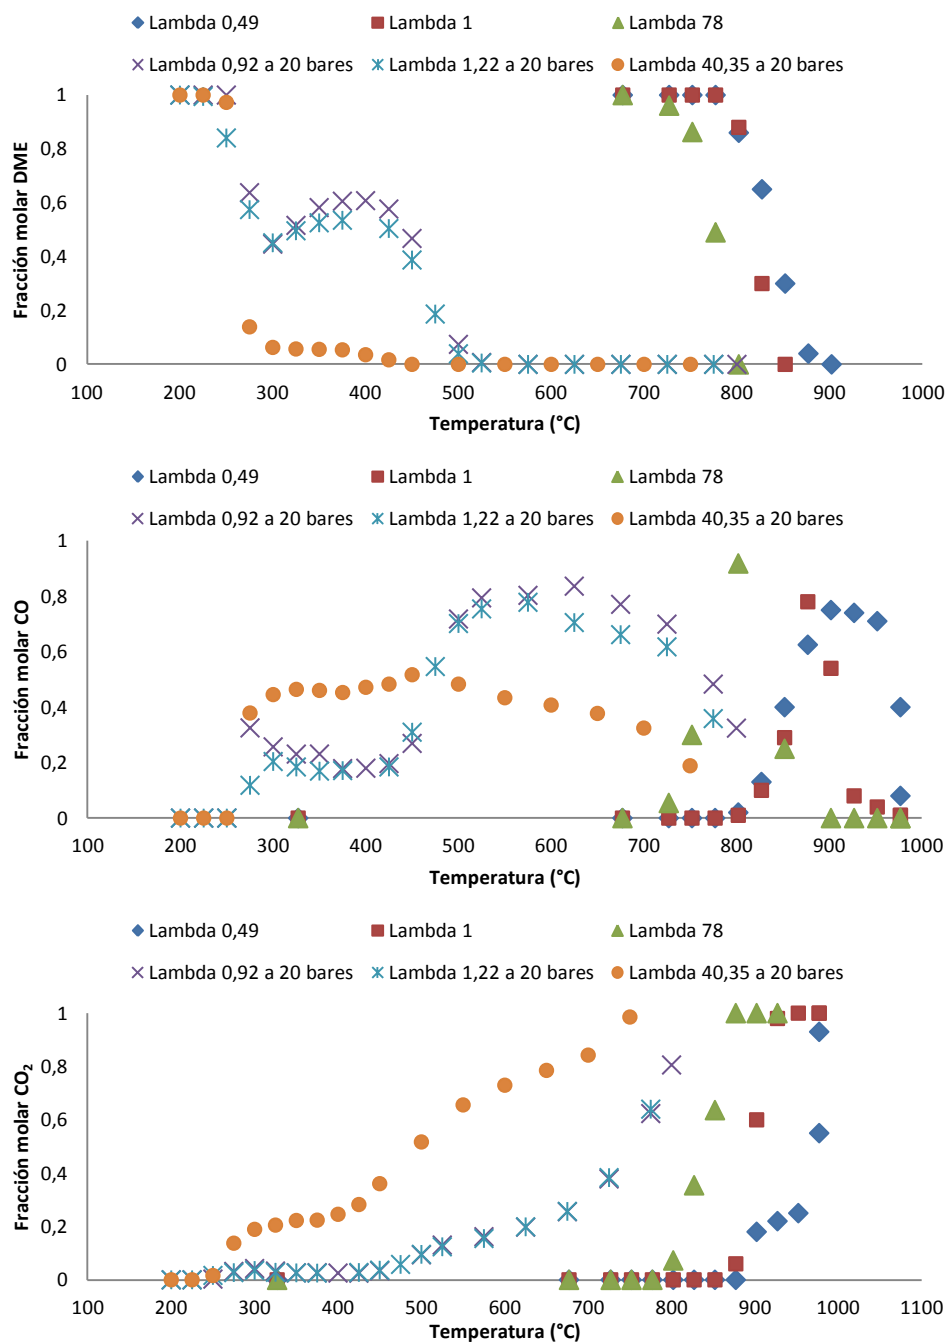 Lambda 0,49 Lambda 1 Lambda 78
Lambda 0,92 a 20 bares Lambda 1,22 a 20 bares Lambda 40,35 a 20 bares
Fracción molar DME
1
0,8
0,6
0,4
0,2
0
100 200 300 400 500 600 700 800 900 1000
Temperatura (°C)
Lambda 0,49 Lambda 1 Lambda 78
Lambda 0,92 a 20 bares Lambda 1,22 a 20 bares Lambda 40,35 a 20 bares
Fracción molar CO
1
0,8
0,6
0,4
0,2
0
100 200 300 400 500 600 700 800 900 1000
Temperatura (°C)
Lambda 0,49 Lambda 1 Lambda 78
Lambda 0,92 a 20 bares Lambda 1,22 a 20 bares Lambda 40,35 a 20 bares
Fracción molar CO₂
1
0,8
0,6
0,4
0,2
0
100 200 300 400 500 600 700 800 900 1000 1100
Temperatura (°C)